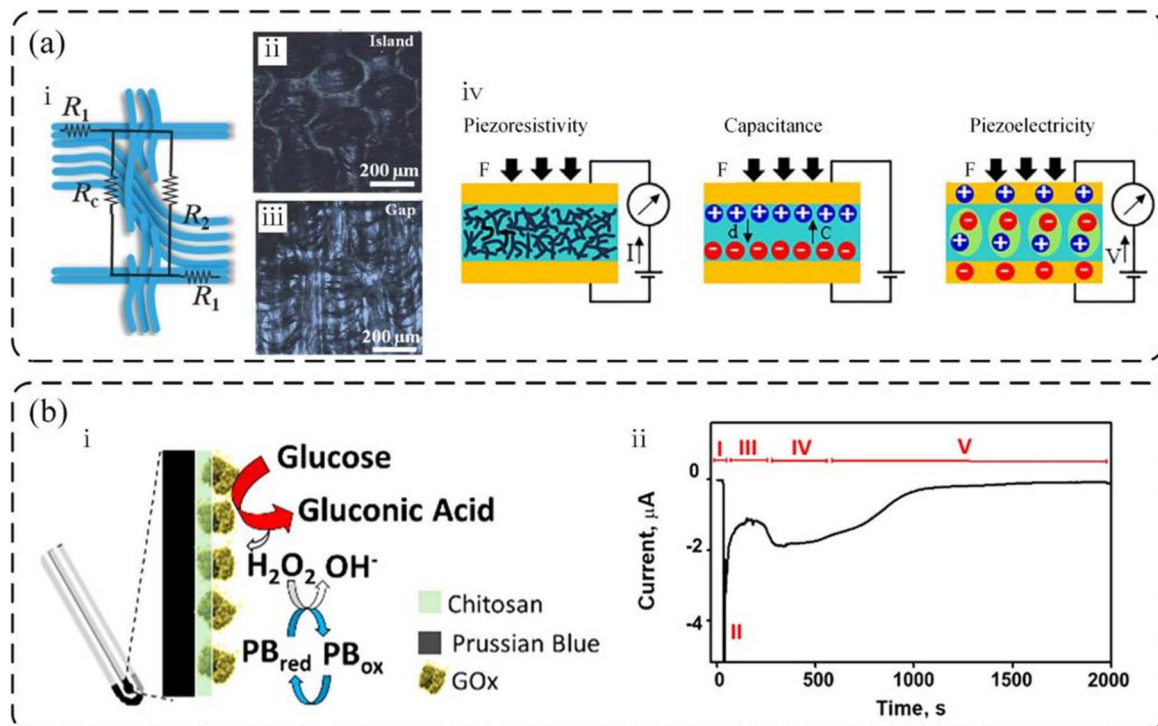 (a)
i
R1
Rc
R2
R1
ii
Island
200 μm
iii
Gap
200 μm
iv
Piezoresistivity
F
I
Capacitance
F
d
C
Piezoelectricity
F
V
(b)
i
Glucose
Gluconic Acid
H2O2 OH-
PBred PBox
Chitosan
Prussian Blue
GOx
ii
I III IV V
II
Current, μA
0
-2
-4
0 500 1000 1500 2000
Time, s